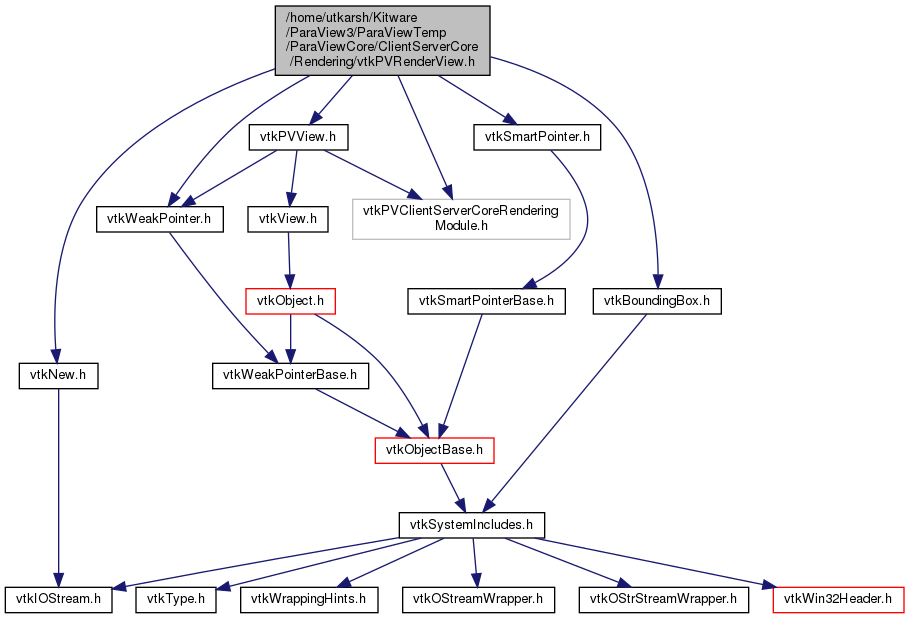 /home/utkarsh/Kitware
/ParaView3/ParaViewTemp
/ParaViewCore/ClientServerCore
/Rendering/vtkPVRenderView.h
vtkPVView.h
vtkSmartPointer.h
vtkWeakPointer.h
vtkView.h
vtkPVClientServerCoreRendering
Module.h
vtkObject.h
vtkSmartPointerBase.h
vtkBoundingBox.h
vtkNew.h
vtkWeakPointerBase.h
vtkObjectBase.h
vtkSystemIncludes.h
vtkIOStream.h
vtkType.h
vtkWrappingHints.h
vtkOStreamWrapper.h
vtkOStrStreamWrapper.h
vtkWin32Header.h